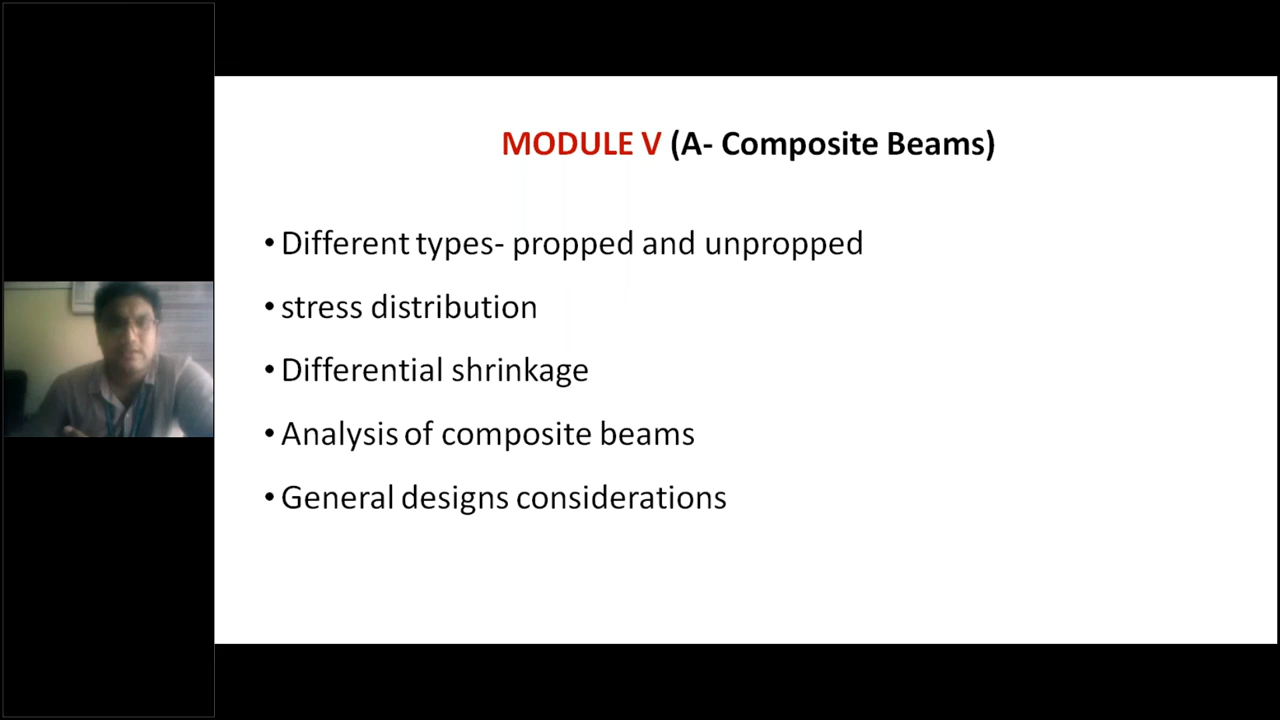 MODULE V (A- Composite Beams)
• Different types- propped and unpropped
• stress distribution
• Differential shrinkage
• Analysis of composite beams
• General designs considerations